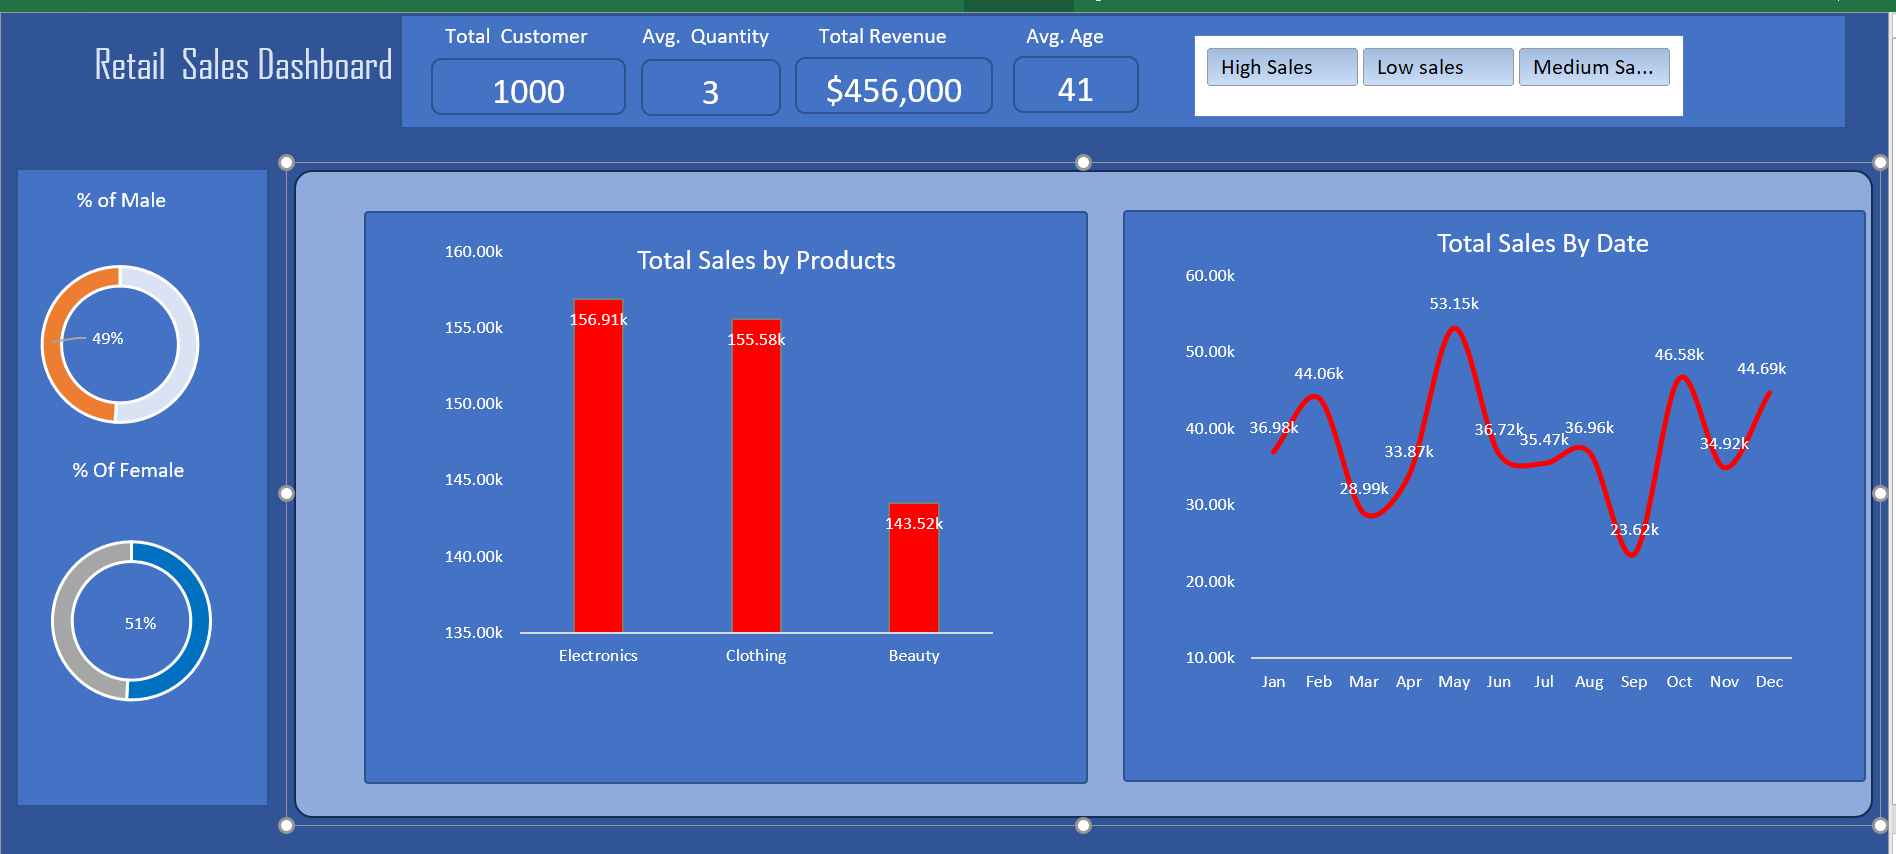 Retail Sales Dashboard
Total Customer
Avg. Quantity
Total Revenue
Avg. Age
1000
3
$456,000
41
High Sales
Low sales
Medium Sa...
% of Male
49%
% Of Female
51%
Total Sales by Products
160.00k
155.00k
150.00k
145.00k
140.00k
135.00k
156.91k
155.58k
143.52k
Electronics
Clothing
Beauty
Total Sales By Date
60.00k
50.00k
40.00k
30.00k
20.00k
10.00k
36.98k
44.06k
28.99k
33.87k
53.15k
36.72k
35.47k
36.96k
23.62k
46.58k
34.92k
44.69k
Jan
Feb
Mar
Apr
May
Jun
Jul
Aug
Sep
Oct
Nov
Dec